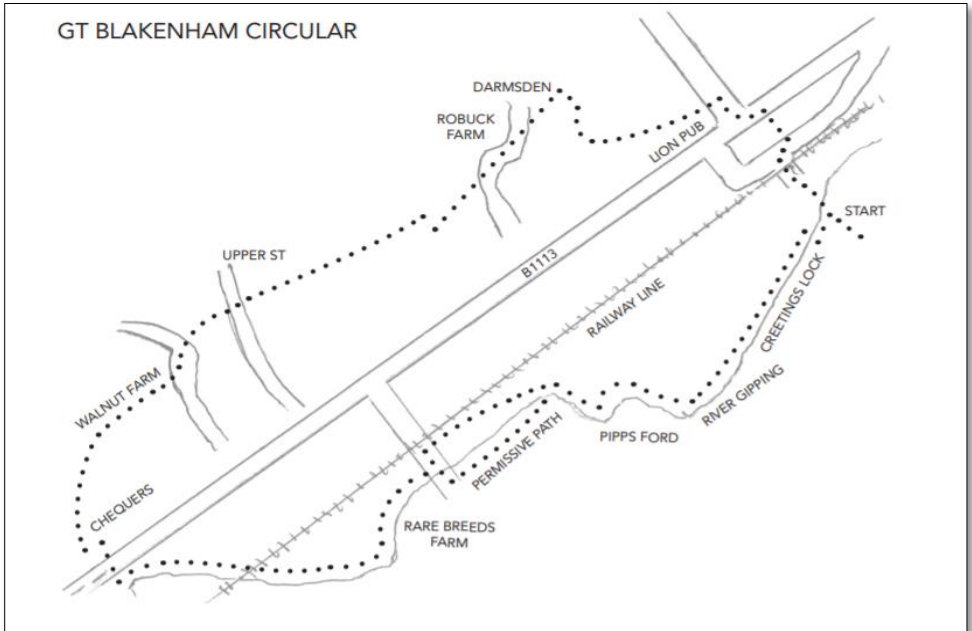 GT BLAKENHAM CIRCULAR
DARMSDEN
ROBUCK
FARM
LION PUB
START
UPPER ST
B1113
RAILWAY LINE
CREETINGS LOCK
WALNUT FARM
RIVER GIPPING
PIPPS FORD
PERMISSIVE PATH
CHEQUERS
RARE BREEDS
FARM